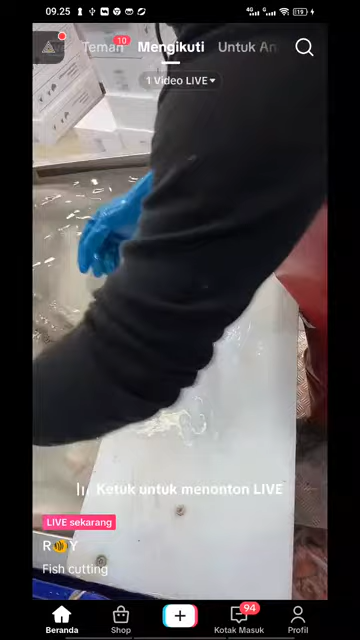 09.25
Teman 10 Mengikuti Untuk An
1 Video LIVE
Ketuk untuk menonton LIVE
LIVE sekarang
R🐠Y
Fish cutting
94
Beranda Shop Kotak Masuk Profil